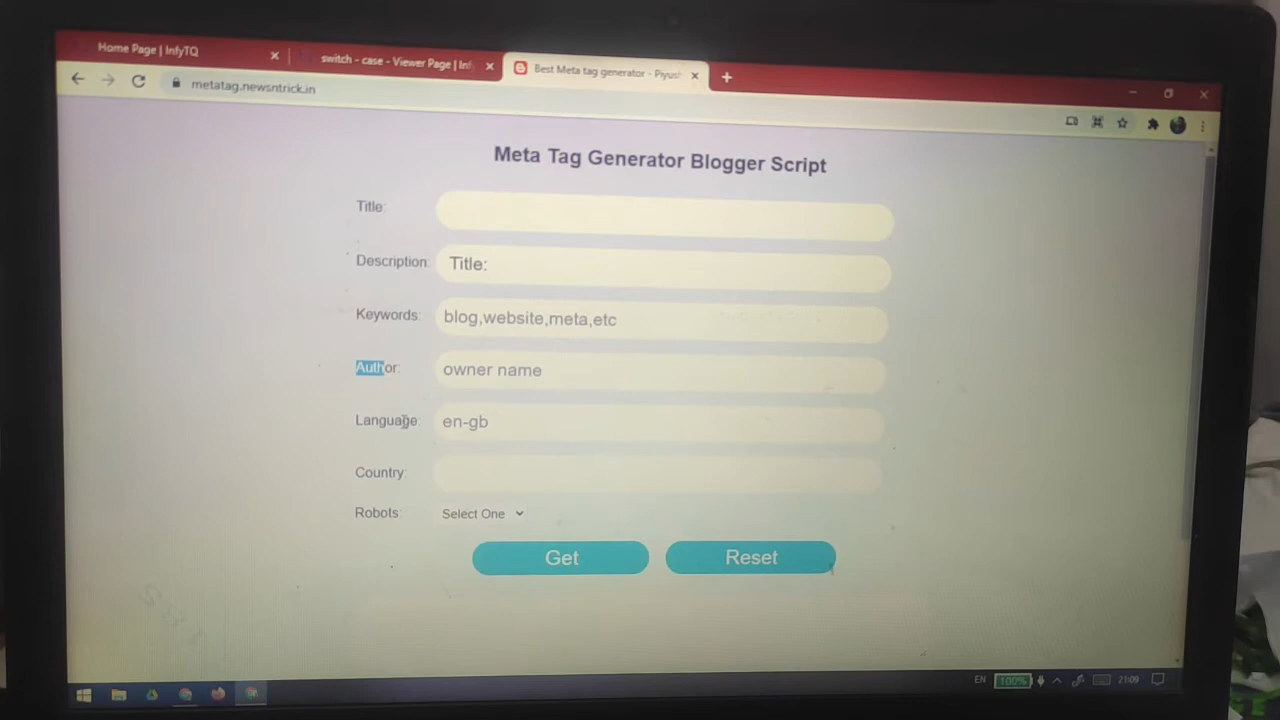 Home Page | InfyTQ
switch - case - Viewer Page | Inf
Best Meta tag generator - Piyus
metatag.newsntrick.in
Meta Tag Generator Blogger Script
Title:
Description: Title:
Keywords: blog,website,meta,etc
Author: owner name
Language: en-gb
Country:
Robots: Select One
Get Reset
EN 100% 21:09